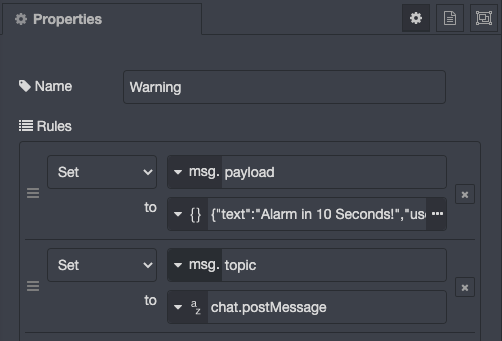 Properties
Name
Warning
Rules
Set
msg. payload
to
{} {"text":"Alarm in 10 Seconds!","use
Set
msg. topic
to
az chat.postMessage